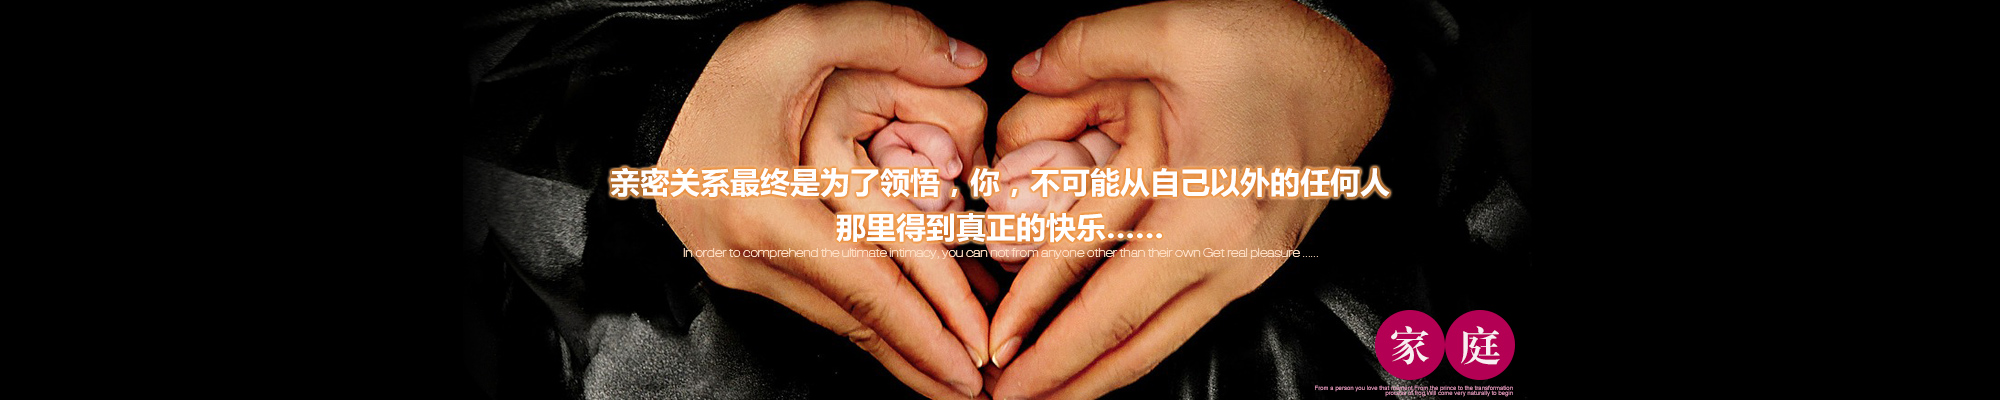 亲密关系最终是为了领悟，你，不可能从自己以外的任何人
那里得到真正的快乐……
In order to comprehend the ultimate intimacy, you can not from anyone other than their own Get real pleasure ......
家庭
From a person you love that moment,From the prince to the transformation
process of frog,Will come very naturally to begin